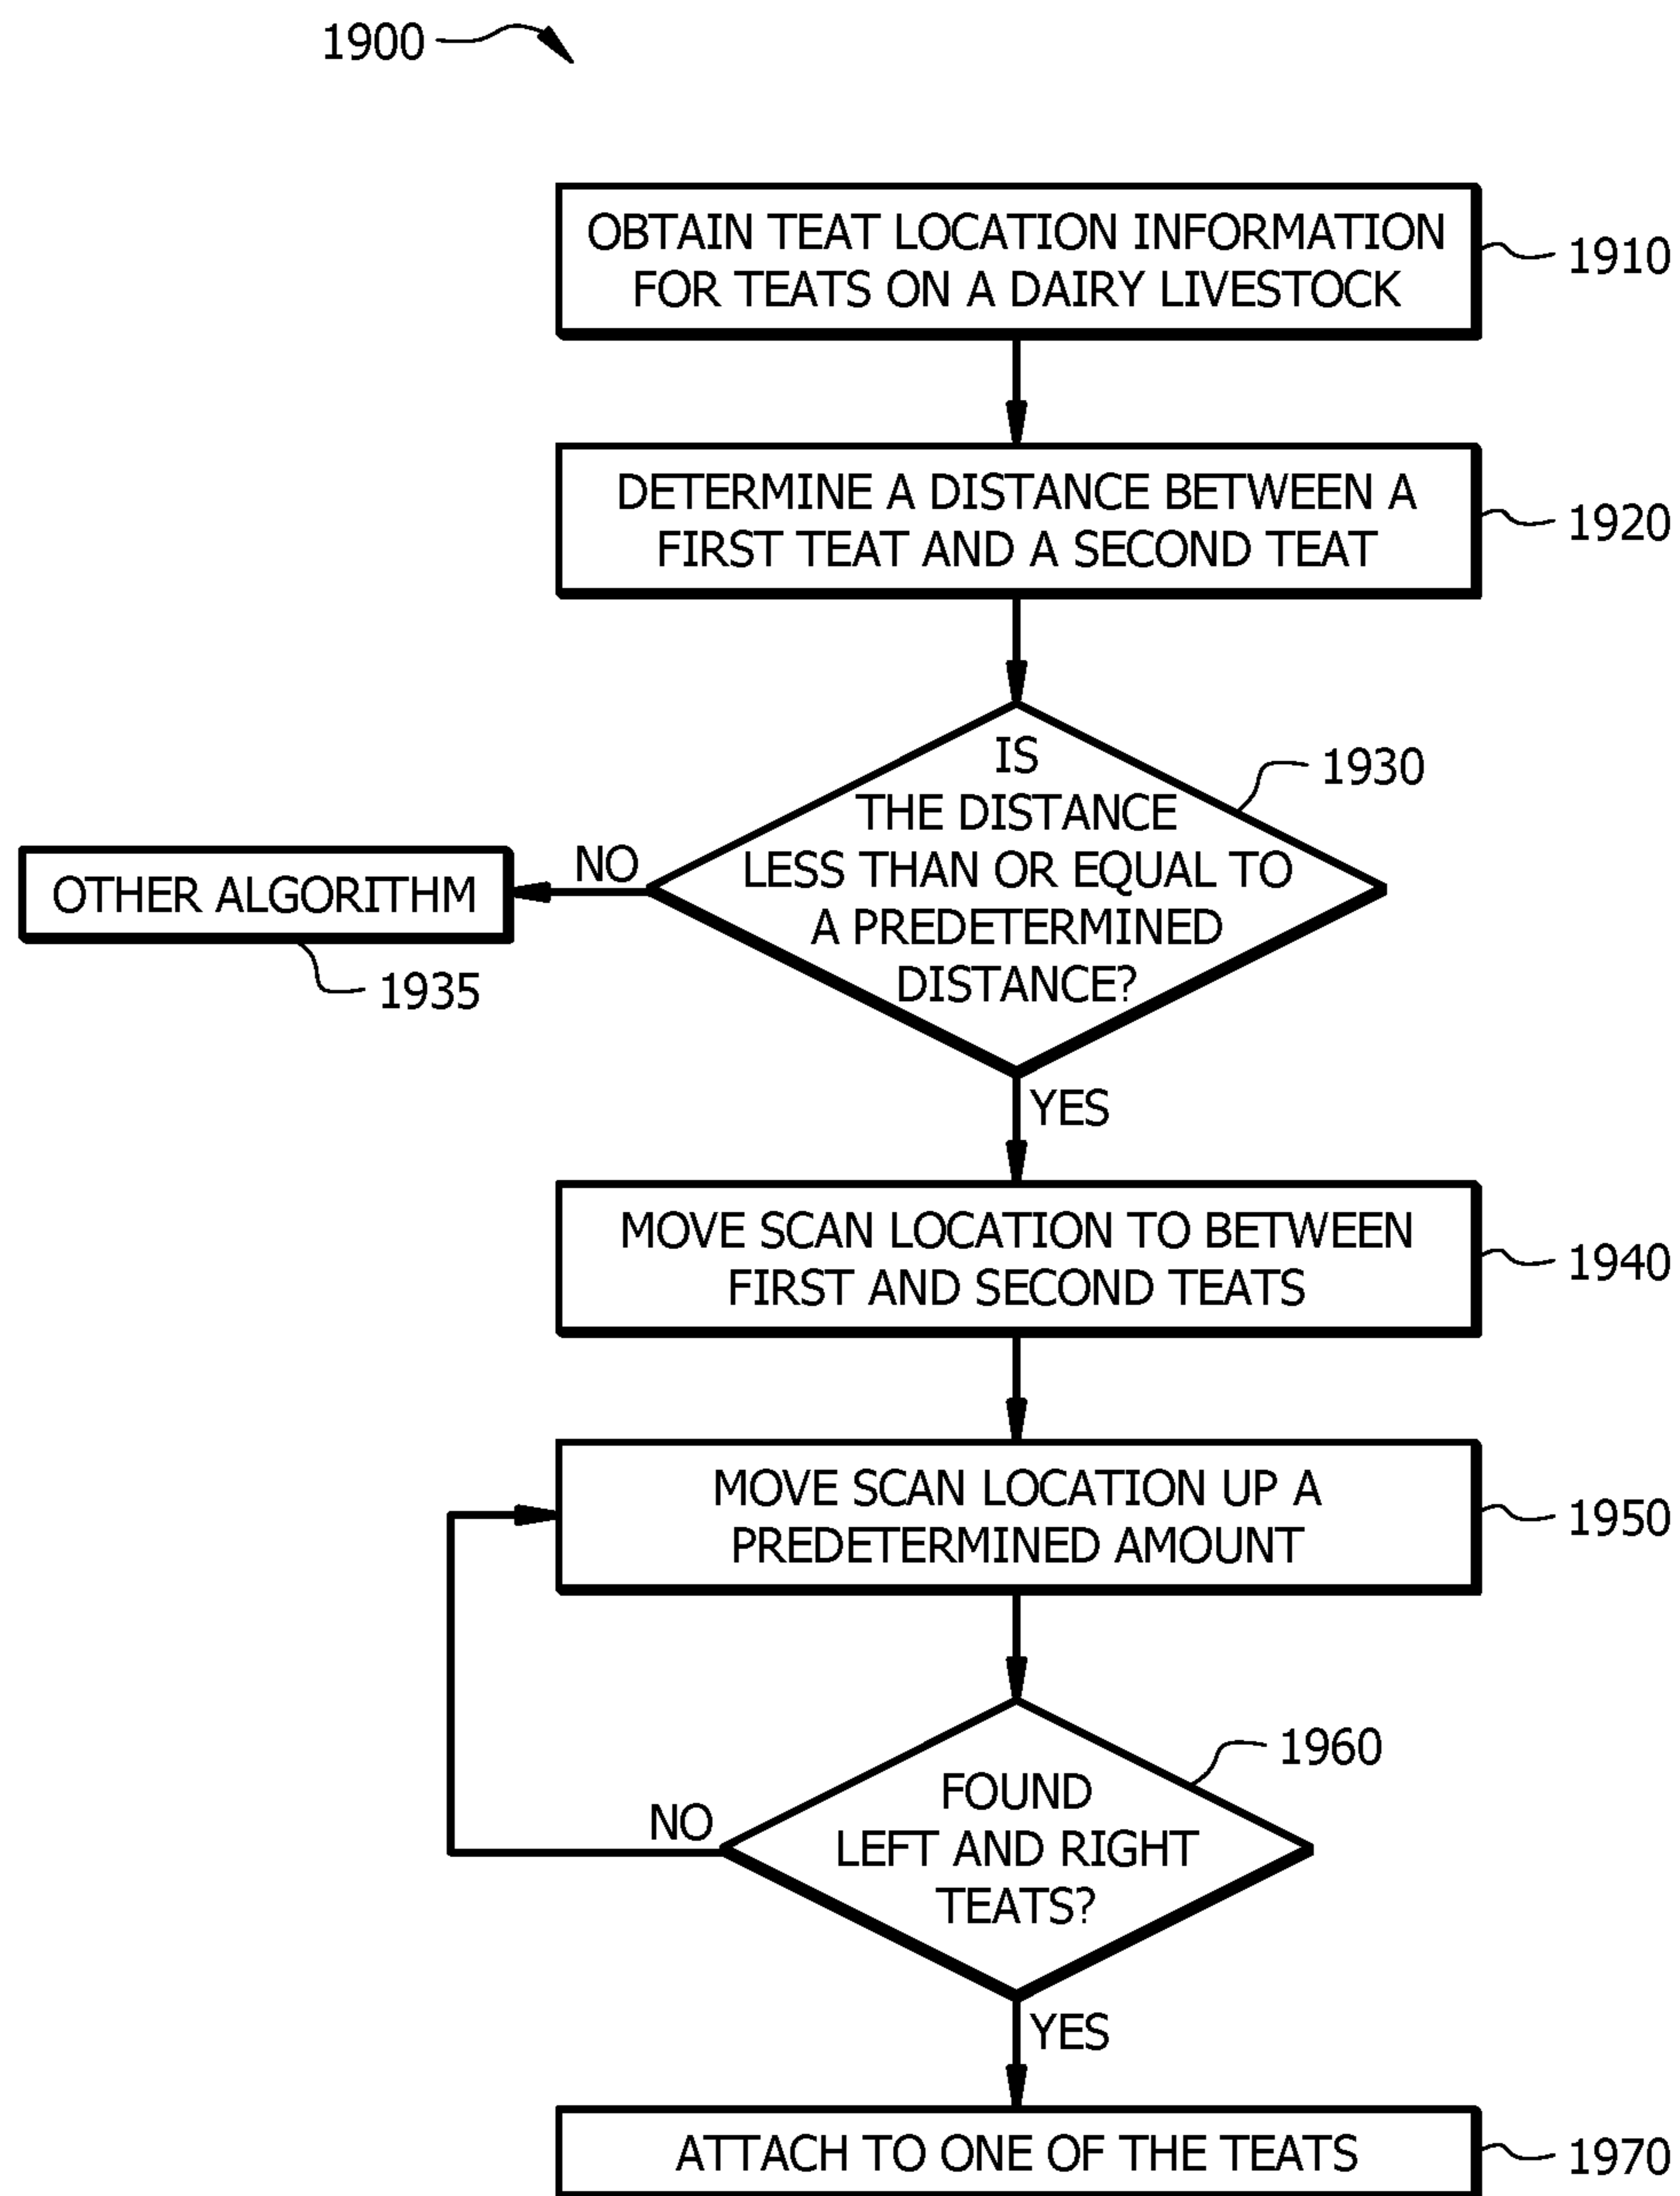 1900
OBTAIN TEAT LOCATION INFORMATION
FOR TEATS ON A DAIRY LIVESTOCK
1910
DETERMINE A DISTANCE BETWEEN A
FIRST TEAT AND A SECOND TEAT
1920
IS
THE DISTANCE
LESS THAN OR EQUAL TO
A PREDETERMINED
DISTANCE?
1930
NO
OTHER ALGORITHM
1935
YES
MOVE SCAN LOCATION TO BETWEEN
FIRST AND SECOND TEATS
1940
MOVE SCAN LOCATION UP A
PREDETERMINED AMOUNT
1950
FOUND
LEFT AND RIGHT
TEATS?
1960
NO
YES
ATTACH TO ONE OF THE TEATS
1970